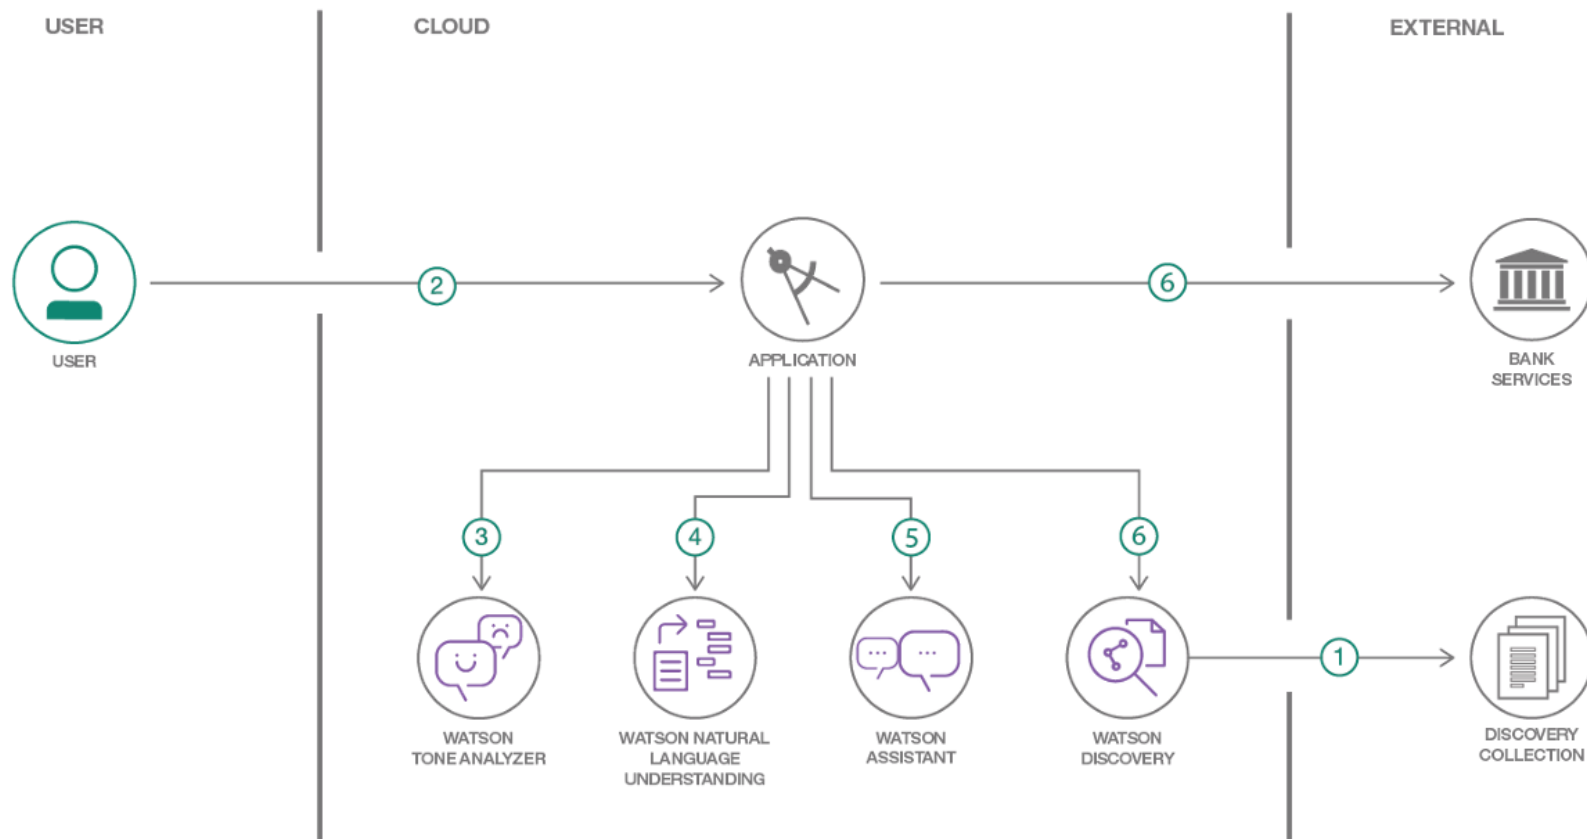 USER
CLOUD
EXTERNAL
2
6
USER
APPLICATION
BANK
SERVICES
3
4
5
6
1
WATSON
TONE ANALYZER
WATSON NATURAL
LANGUAGE
UNDERSTANDING
WATSON
ASSISTANT
WATSON
DISCOVERY
DISCOVERY
COLLECTION